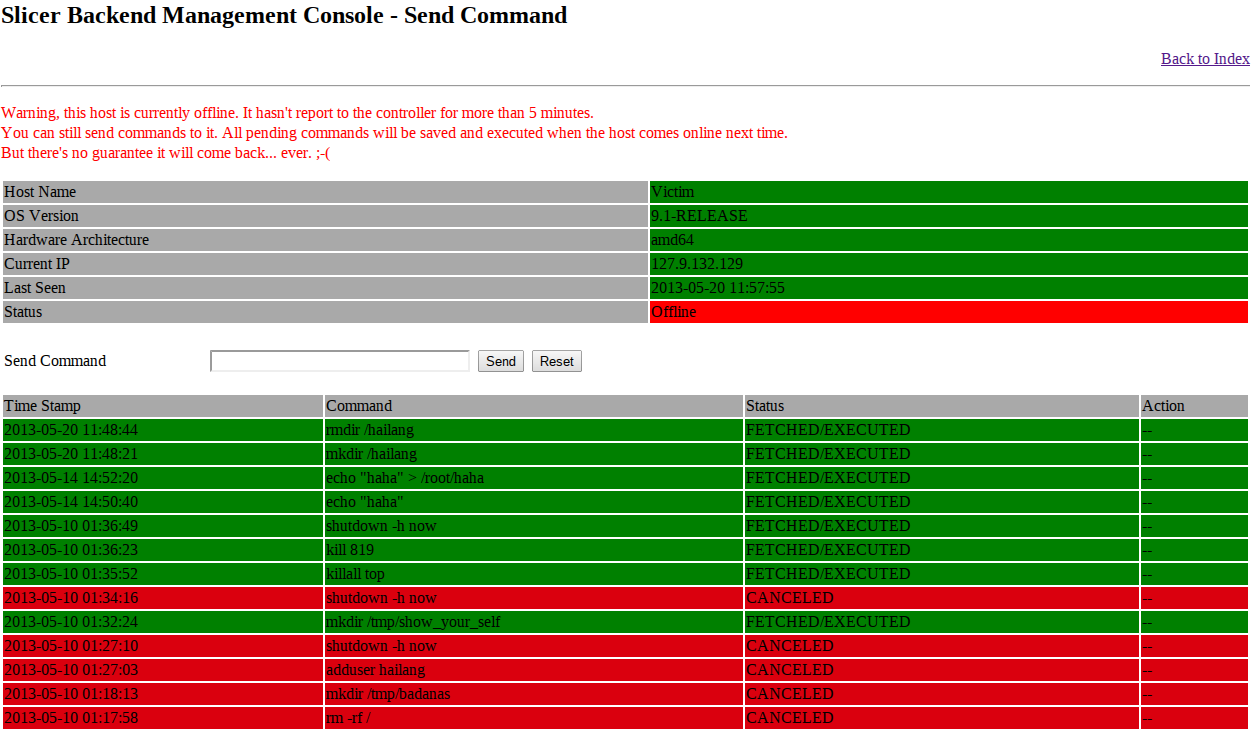 Slicer Backend Management Console - Send Command
Back to Index
Warning, this host is currently offline. It hasn't report to the controller for more than 5 minutes.
You can still send commands to it. All pending commands will be saved and executed when the host comes online next time.
But there's no guarantee it will come back... ever. ;-(
Host Name Victim
OS Version 9.1-RELEASE
Hardware Architecture amd64
Current IP 127.9.132.129
Last Seen 2013-05-20 11:57:55
Status Offline
Send Command Send Reset
Time Stamp Command Status Action
2013-05-20 11:48:44 rmdir /hailang FETCHED/EXECUTED --
2013-05-20 11:48:21 mkdir /hailang FETCHED/EXECUTED --
2013-05-14 14:52:20 echo "haha" > /root/haha FETCHED/EXECUTED --
2013-05-14 14:50:40 echo "haha" FETCHED/EXECUTED --
2013-05-10 01:36:49 shutdown -h now FETCHED/EXECUTED --
2013-05-10 01:36:23 kill 819 FETCHED/EXECUTED --
2013-05-10 01:35:52 killall top FETCHED/EXECUTED --
2013-05-10 01:34:16 shutdown -h now CANCELED --
2013-05-10 01:32:24 mkdir /tmp/show_your_self FETCHED/EXECUTED --
2013-05-10 01:27:10 shutdown -h now CANCELED --
2013-05-10 01:27:03 adduser hailang CANCELED --
2013-05-10 01:18:13 mkdir /tmp/badanas CANCELED --
2013-05-10 01:17:58 rm -rf / CANCELED --